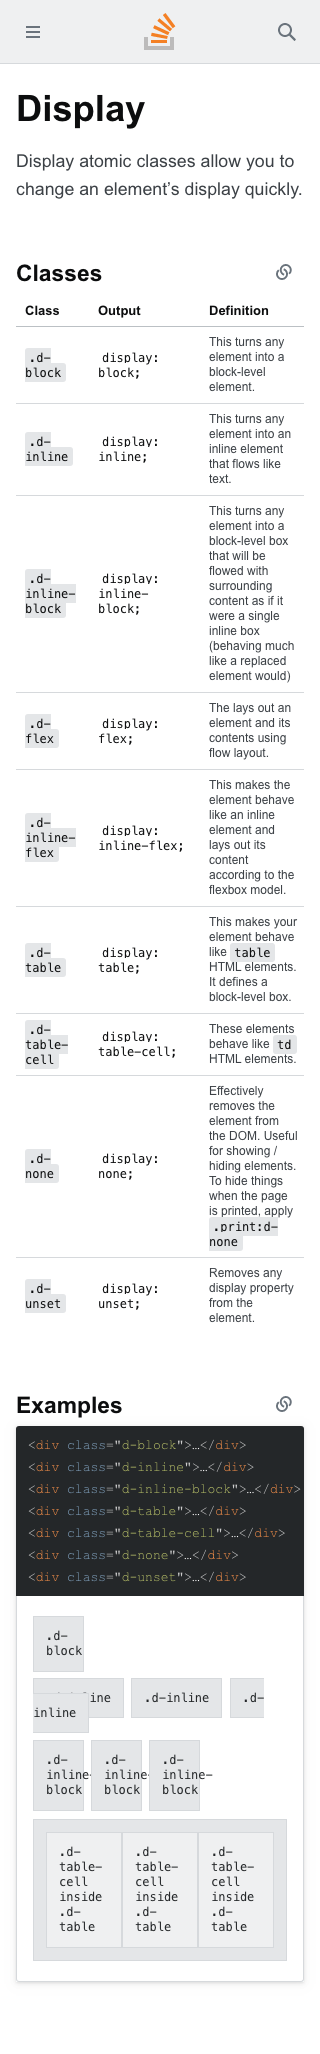 Display
Display atomic classes allow you to
change an element’s display quickly.
Classes
Class Output Definition
.d-
block
display:
block;
This turns any
element into a
block-level
element.
.d-
inline
display:
inline;
This turns any
element into an
inline element
that flows like
text.
.d-
inline-
block
display:
inline-
block;
This turns any
element into a
block-level box
that will be
flowed with
surrounding
content as if it
were a single
inline box
(behaving much
like a replaced
element would)
.d-
flex
display:
flex;
The lays out an
element and its
contents using
flow layout.
.d-
inline-
flex
display:
inline-flex;
This makes the
element behave
like an inline
element and
lays out its
content
according to the
flexbox model.
.d-
table
display:
table;
This makes your
element behave
like table
HTML elements.
It defines a
block-level box.
.d-
table-
cell
display:
table-cell;
These elements
behave like td
HTML elements.
.d-
none
display:
none;
Effectively
removes the
element from
the DOM. Useful
for showing /
hiding elements.
To hide things
when the page
is printed, apply
.print:d-
none
.d-
unset
display:
unset;
Removes any
display property
from the
element.
Examples
<div class="d-block">…</div>
<div class="d-inline">…</div>
<div class="d-inline-block">…</div>
<div class="d-table">…</div>
<div class="d-table-cell">…</div>
<div class="d-none">…</div>
<div class="d-unset">…</div>
.d-
block
.d-inline .d-
inline
.d-
inline-
block
.d-
inline-
block
.d-
inline-
block
.d-
table-
cell
inside
.d-
table
.d-
table-
cell
inside
.d-
table
.d-
table-
cell
inside
.d-
table